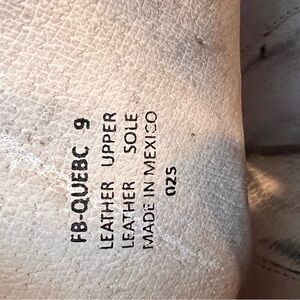 FB-QUEBC 9
LEATHER UPPER
LEATHER SOLE
MADE IN MEXICO
025